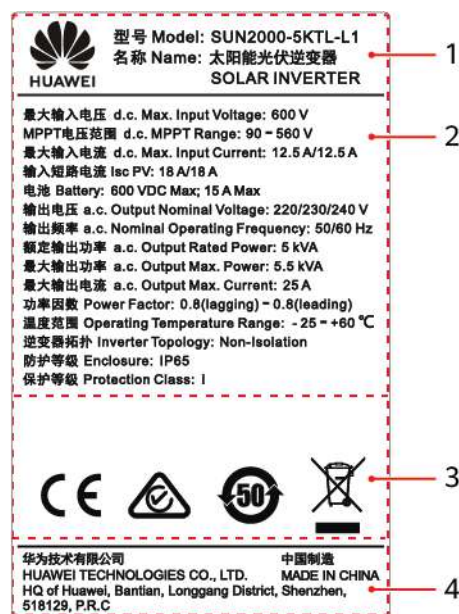 HUAWEI
型号 Model: SUN2000-5KTL-L1
名称 Name: 太阳能光伏逆变器
SOLAR INVERTER
1
最大输入电压 d.c. Max. Input Voltage: 600 V
MPPT电压范围 d.c. MPPT Range: 90 – 560 V
2
最大输入电流 d.c. Max. Input Current: 12.5 A/12.5 A
输入短路电流 Isc PV: 18 A/18 A
电池 Battery: 600 VDC Max; 15 A Max
输出电压 a.c. Output Nominal Voltage: 220/230/240 V
输出频率 a.c. Nominal Operating Frequency: 50/60 Hz
额定输出功率 a.c. Output Rated Power: 5 kVA
最大输出功率 a.c. Output Max. Power: 5.5 kVA
最大输出电流 a.c. Output Max. Current: 25 A
功率因数 Power Factor: 0.8(lagging) – 0.8(leading)
温度范围 Operating Temperature Range: - 25 – +60 ℃
逆变器拓扑 Inverter Topology: Non-Isolation
防护等级 Enclosure: IP65
保护等级 Protection Class: I
CE
50
3
华为技术有限公司 中国制造
HUAWEI TECHNOLOGIES CO., LTD. MADE IN CHINA
HQ of Huawei, Bantian, Longgang District, Shenzhen,
518129, P.R.C
4